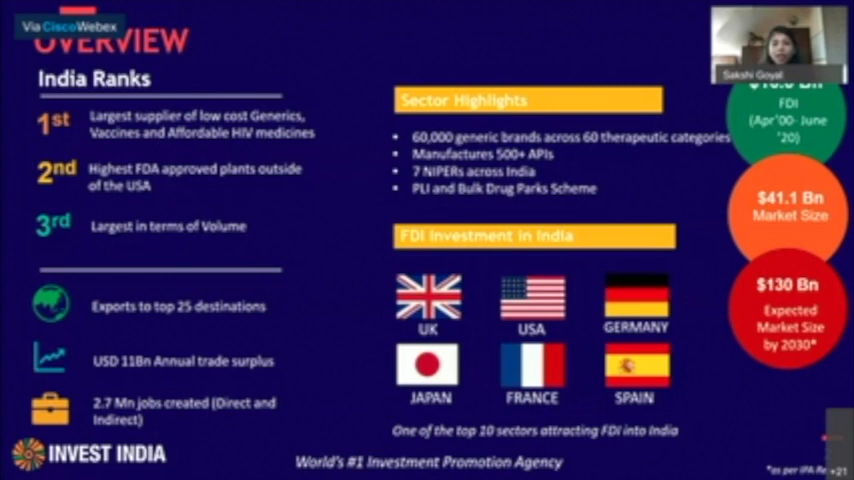 Via Cisco Webex
OVERVIEW
India Ranks
1st
Largest supplier of low cost Generics,
Vaccines and Affordable HIV medicines
2nd
Highest FDA approved plants outside
of the USA
3rd
Largest in terms of Volume
Exports to top 25 destinations
USD 11Bn Annual trade surplus
2.7 Mn jobs created (Direct and
Indirect)
INVEST INDIA
Sector Highlights
• 60,000 generic brands across 60 therapeutic categories
• Manufactures 500+ APIs
• 7 NIPERs across India
• PLI and Bulk Drug Parks Scheme
FDI Investment in India
UK
USA
GERMANY
JAPAN
FRANCE
SPAIN
One of the top 10 sectors attracting FDI into India
World's #1 Investment Promotion Agency
Sakshi Goyal
FDI
(Apr'00- June
'20)
$41.1 Bn
Market Size
$130 Bn
Expected
Market Size
by 2030*
*as per IPA Re
+21